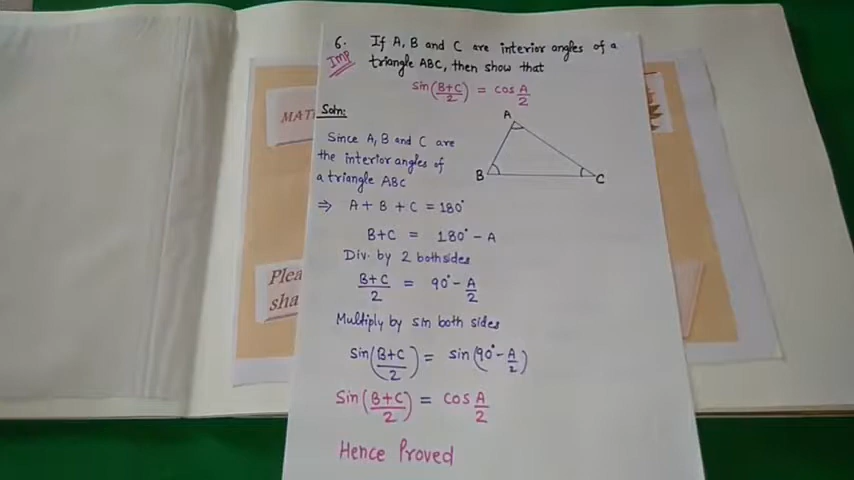 6. If A, B and C are interior angles of a
IMP triangle ABC, then show that
sin(B+C/2) = cos A/2
Soln:
Since A, B and C are
the interior angles of
a triangle ABC
A
B
C
⇒ A + B + C = 180°
B+C = 180° - A
Div. by 2 both sides
B+C/2 = 90° - A/2
Multiply by sin both sides
sin(B+C/2) = sin(90° - A/2)
Sin(B+C/2) = cos A/2
Hence Proved
MAT
Plea
sha